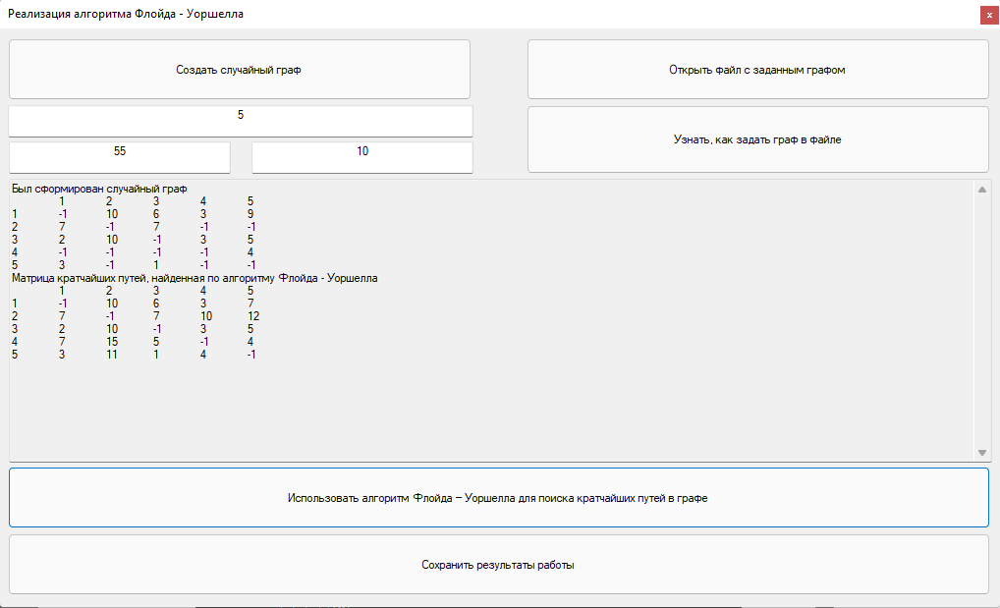 Реализация алгоритма Флойда - Уоршелла
x
Создать случайный граф
Открыть файл с заданным графом
5
Узнать, как задать граф в файле
55 10
Был сформирован случайный граф
1 2 3 4 5
1 -1 10 6 3 9
2 7 -1 7 -1 -1
3 2 10 -1 3 5
4 -1 -1 -1 -1 4
5 3 -1 1 -1 -1
Матрица кратчайших путей, найденная по алгоритму Флойда - Уоршелла
1 2 3 4 5
1 -1 10 6 3 7
2 7 -1 7 10 12
3 2 10 -1 3 5
4 7 15 5 -1 4
5 3 11 1 4 -1
Использовать алгоритм Флойда – Уоршелла для поиска кратчайших путей в графе
Сохранить результаты работы